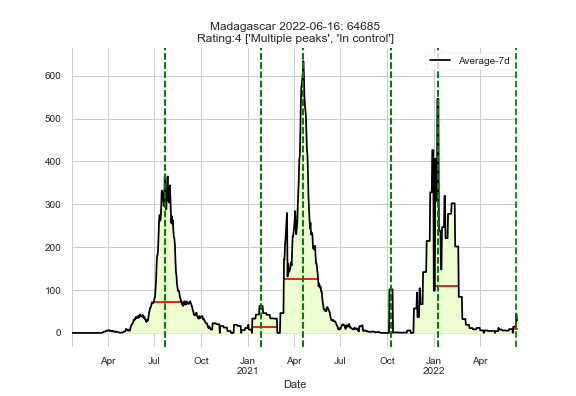 Madagascar 2022-06-16: 64685
Rating:4 ['Multiple peaks', 'In control']
Average-7d
600
500
400
300
200
100
0
Apr Jul Oct Jan Apr Jul Oct Jan Apr
2021 2022
Date